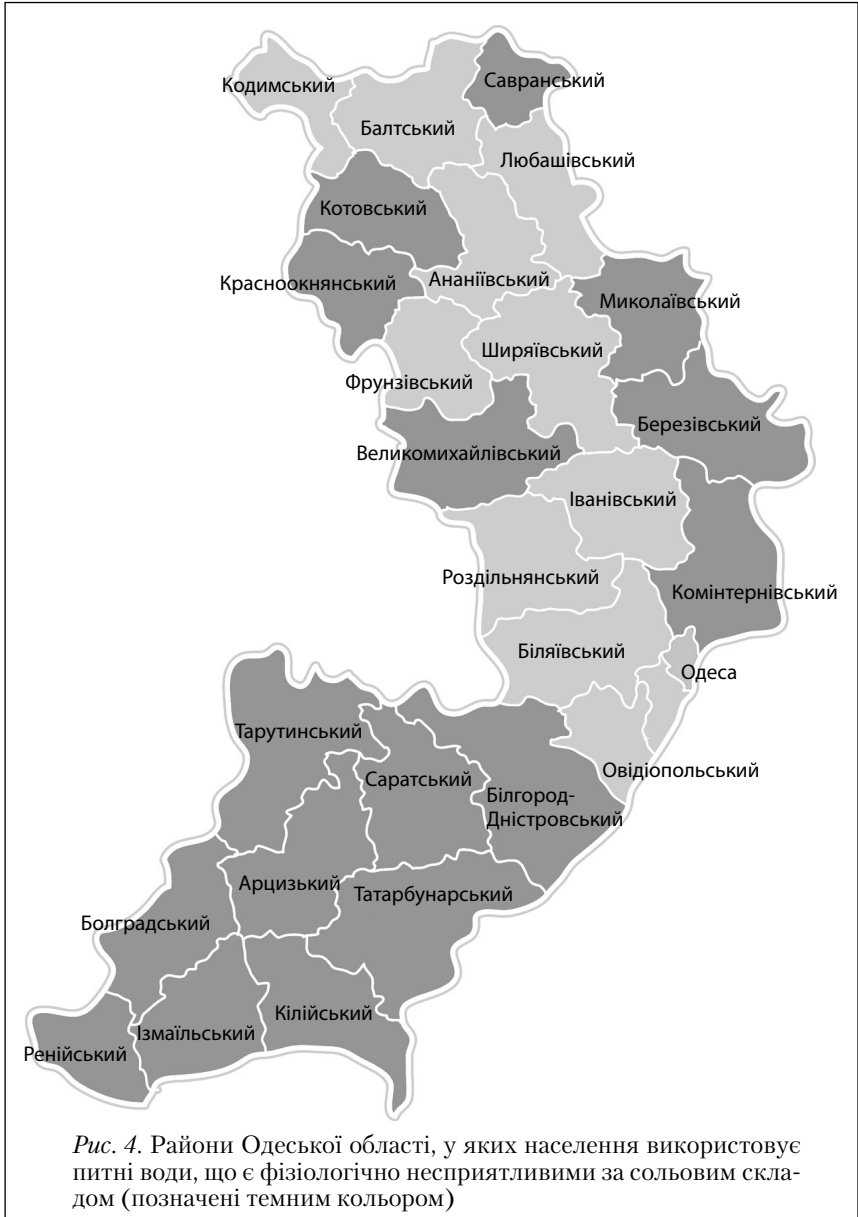 Кодимський
Савранський
Балтський
Любашівський
Котовський
Красноокнянський
Ананіївський
Миколаївський
Ширяївський
Фрунзівський
Березівський
Великомихайлівський
Іванівський
Роздільнянський
Комінтернівський
Біляївський
Одеса
Тарутинський
Овідіопольський
Саратський
Білгород-
Дністровський
Арцизький
Татарбунарський
Болградський
Кілійський
Ізмаїльський
Ренійський
Рис. 4. Райони Одеської області, у яких населення використовує
питні води, що є фізіологічно несприятливими за сольовим скла-
дом (позначені темним кольором)